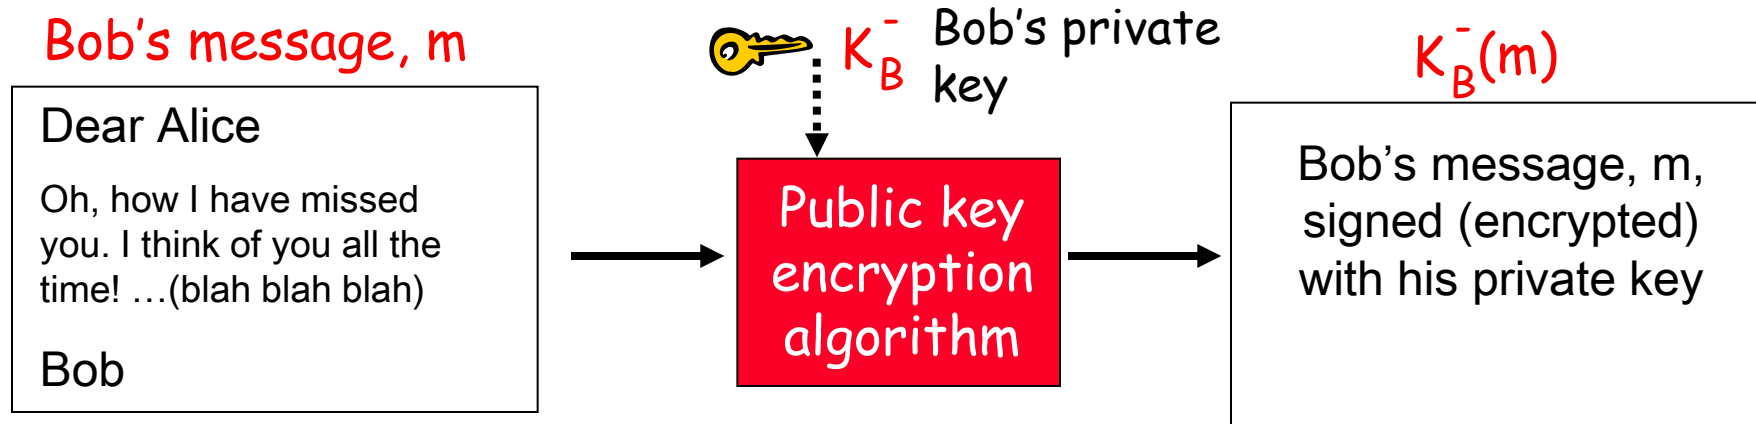 Bob's message, m
Dear Alice
Oh, how I have missed
you. I think of you all the
time! …(blah blah blah)
Bob
K B - Bob's private
key
Public key
encryption
algorithm
K B - (m)
Bob's message, m,
signed (encrypted)
with his private key